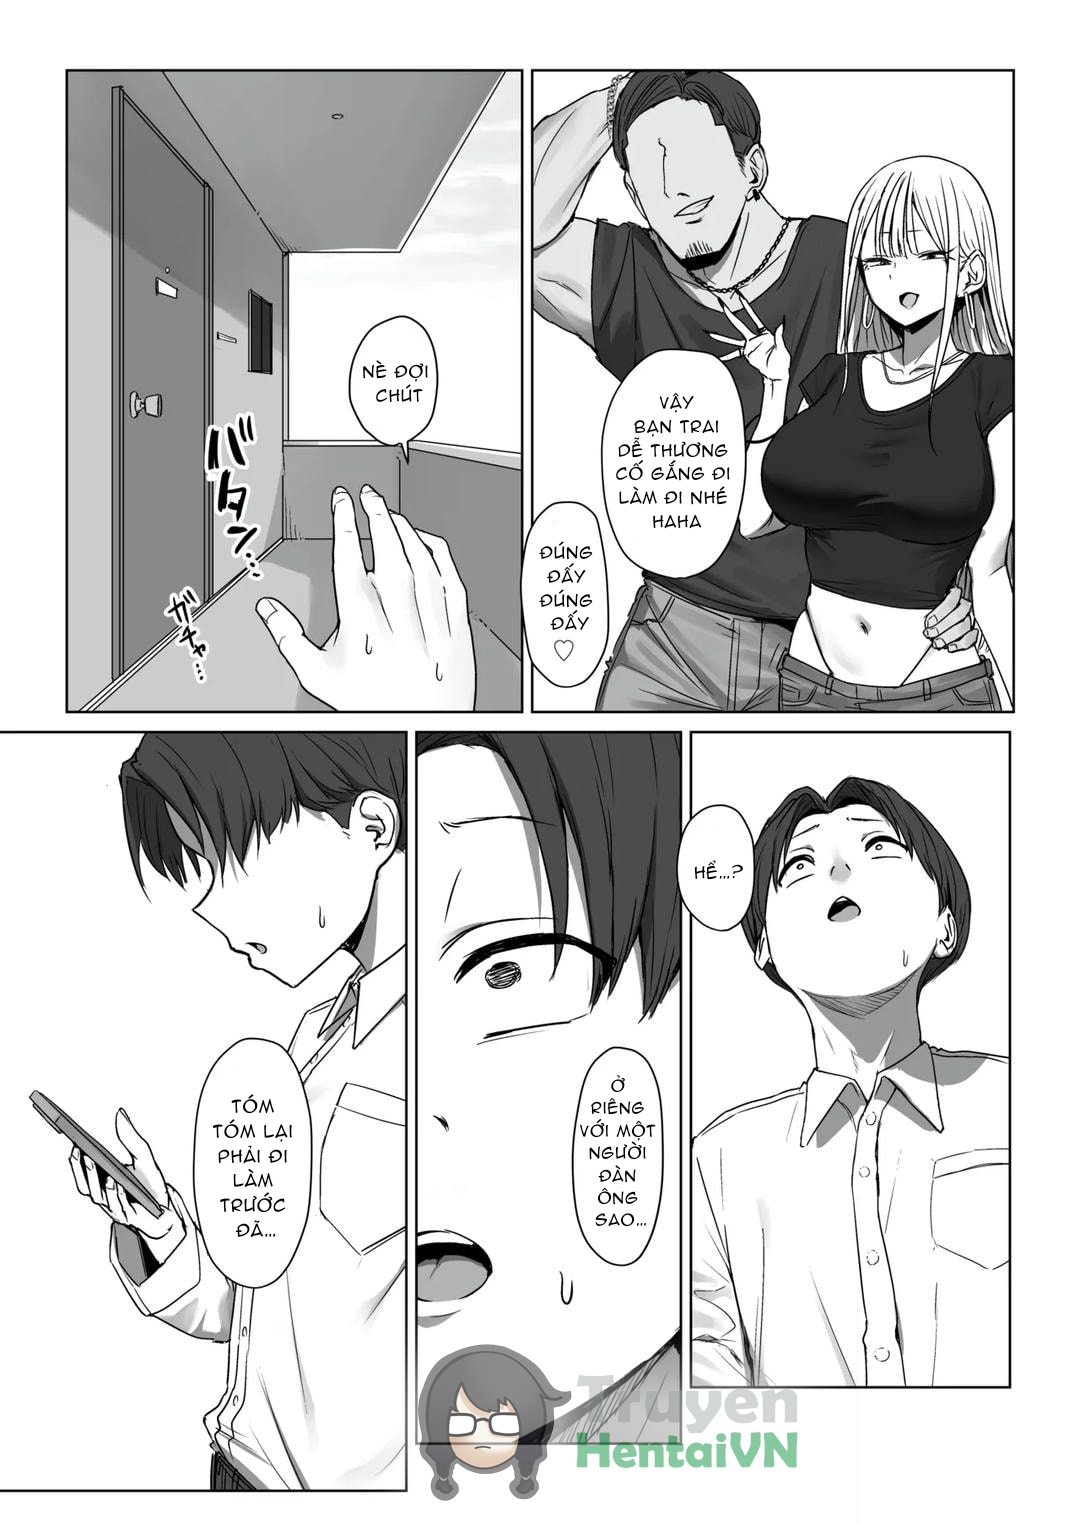 VẬY
BẠN TRAI
DỄ THƯƠNG
CỐ GẮNG ĐI
LÀM ĐI NHÉ
HAHA
ĐÚNG
ĐẤY
ĐÚNG
ĐẤY
♡
NÈ ĐỢI
CHÚT
バタン…
ガチャ…
HỂ...?
Ở
RIÊNG
VỚI MỘT
NGƯỜI
ĐÀN
ÔNG
SAO...
TÓM
TÓM LẠI
PHẢI ĐI
LÀM
TRƯỚC
ĐÃ...
Truyen
HentaiVN